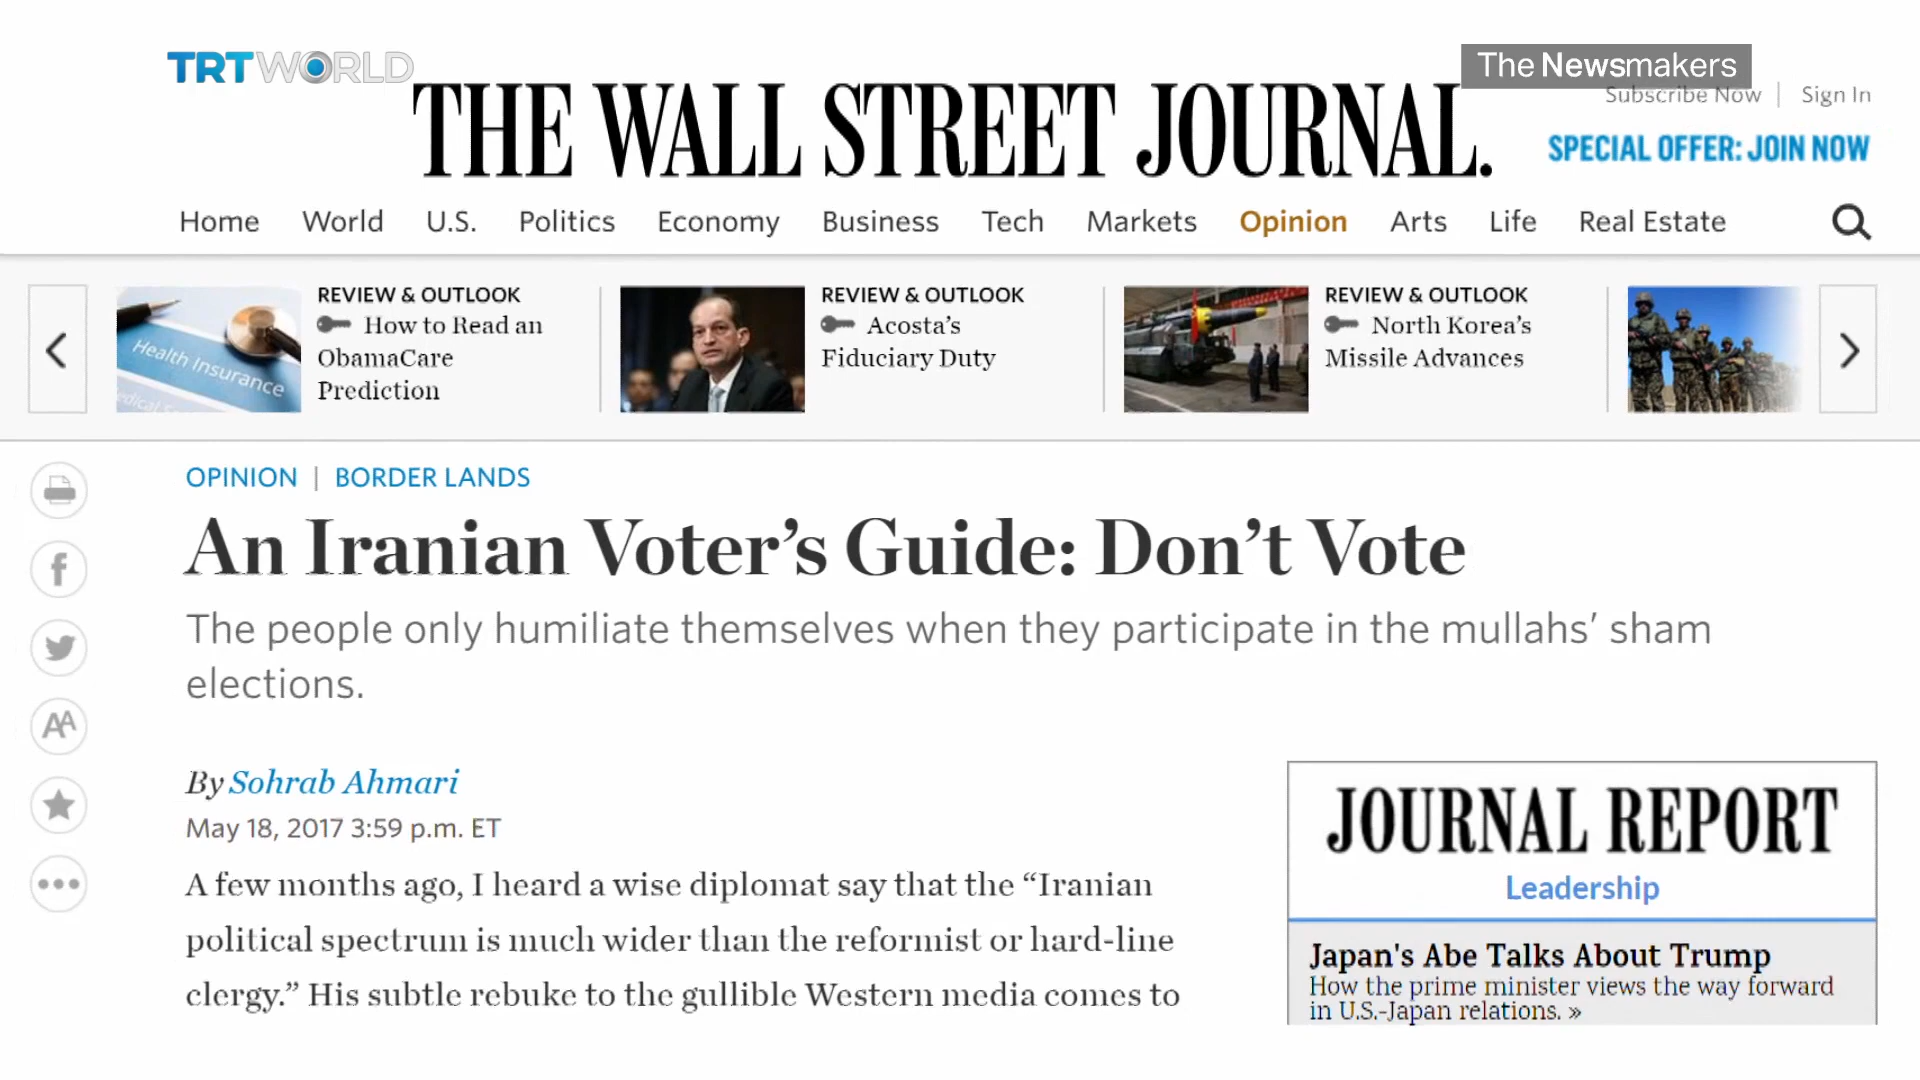 TRT WORLD
The Newsmakers
THE WALL STREET JOURNAL.
Subscribe Now | Sign In
SPECIAL OFFER: JOIN NOW
Home World U.S. Politics Economy Business Tech Markets Opinion Arts Life Real Estate
Health Insurance
REVIEW & OUTLOOK
How to Read an
ObamaCare
Prediction
REVIEW & OUTLOOK
Acosta's
Fiduciary Duty
REVIEW & OUTLOOK
North Korea's
Missile Advances
OPINION | BORDER LANDS
An Iranian Voter's Guide: Don't Vote
The people only humiliate themselves when they participate in the mullahs' sham
elections.
By Sohrab Ahmari
May 18, 2017 3:59 p.m. ET
A few months ago, I heard a wise diplomat say that the “Iranian
political spectrum is much wider than the reformist or hard-line
clergy.” His subtle rebuke to the gullible Western media comes to
AA
JOURNAL REPORT
Leadership
Japan's Abe Talks About Trump
How the prime minister views the way forward
in U.S.-Japan relations. »